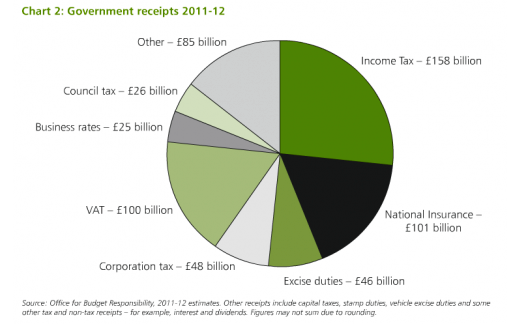 Chart 2: Government receipts 2011-12
Other – £85 billion
Income Tax – £158 billion
Council tax – £26 billion
Business rates – £25 billion
VAT – £100 billion
National Insurance –
£101 billion
Corporation tax – £48 billion
Excise duties – £46 billion
Source: Office for Budget Responsibility, 2011-12 estimates. Other receipts include capital taxes, stamp duties, vehicle excise duties and some
other tax and non-tax receipts – for example, interest and dividends. Figures may not sum due to rounding.